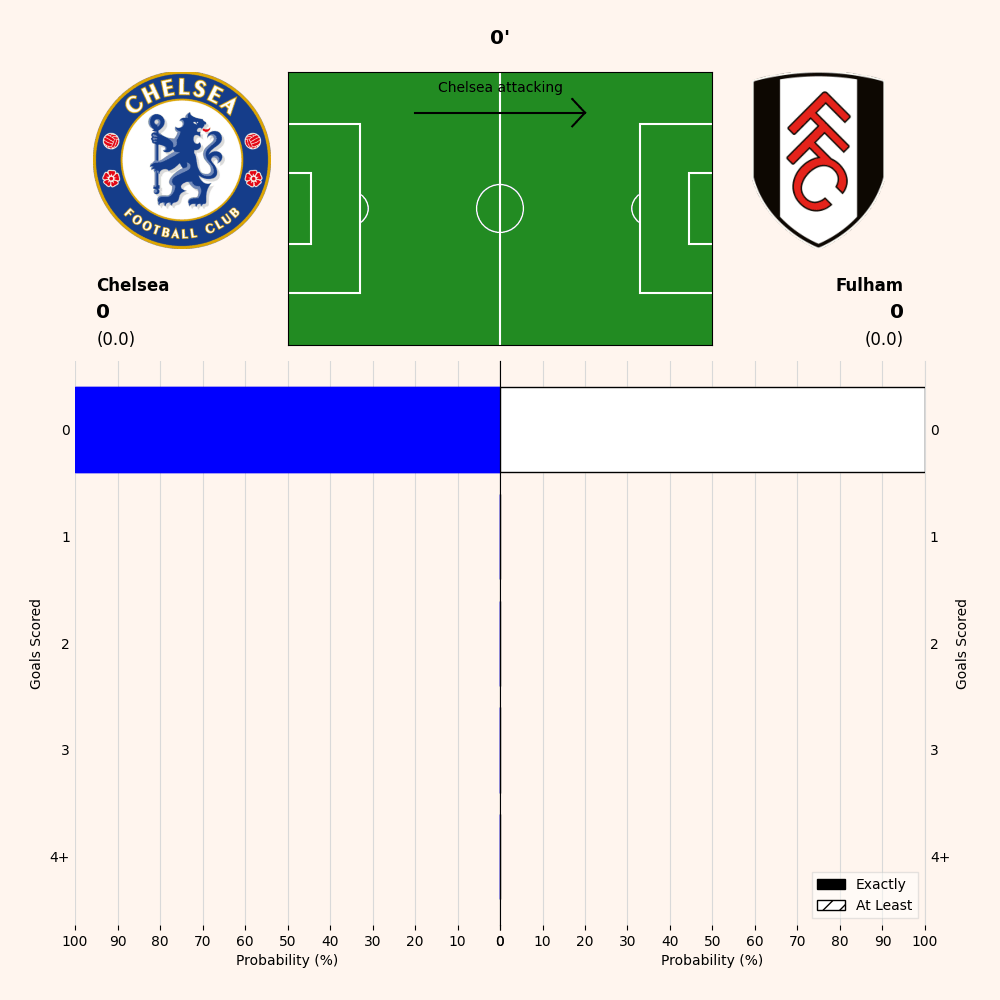 0'
CHELSEA
FOOTBALL CLUB
Chelsea attacking
FFC
Chelsea
0
(0.0)
Fulham
0
(0.0)
0
1
2
3
4+
Goals Scored
0
1
2
3
4+
Goals Scored
Exactly
At Least
100 90 80 70 60 50 40 30 20 10 0
Probability (%)
0 10 20 30 40 50 60 70 80 90 100
Probability (%)